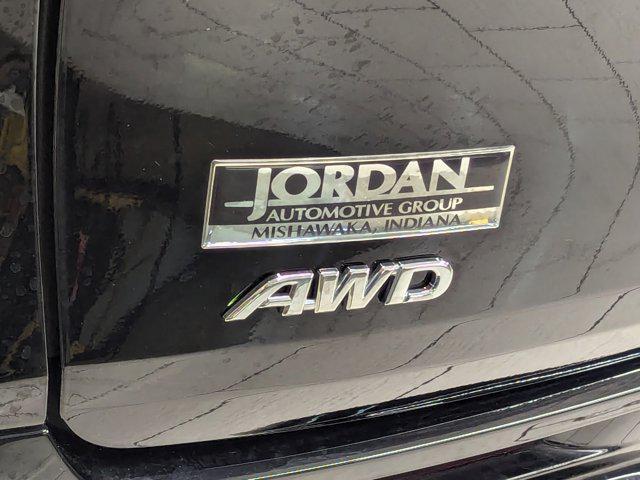 JORDAN
AUTOMOTIVE GROUP
MISHAWAKA, INDIANA
AWD